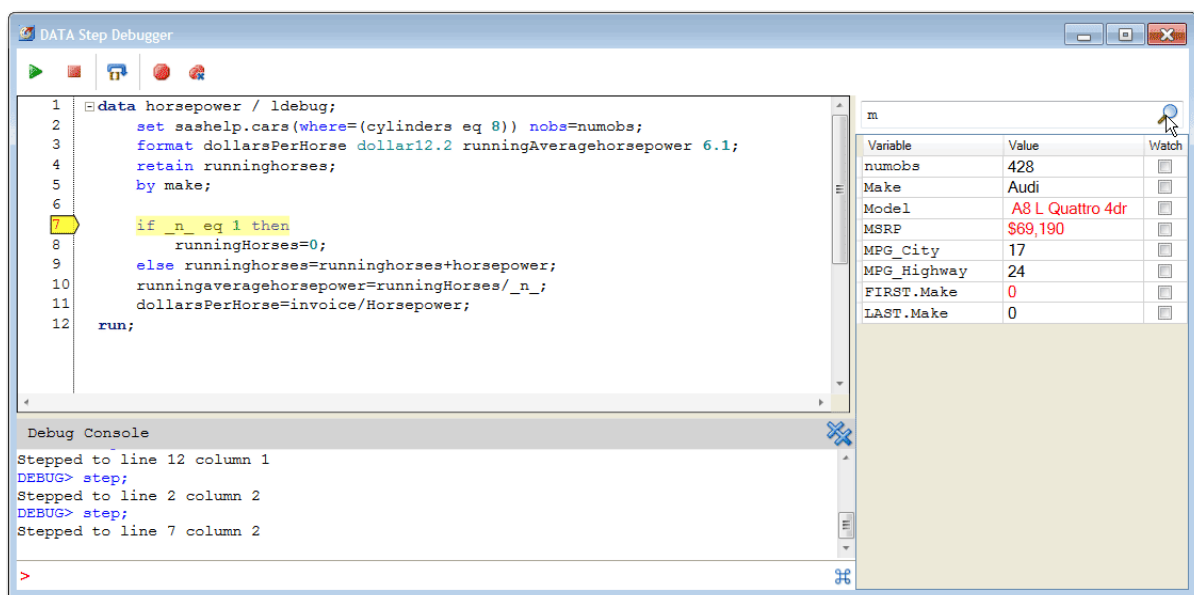 DATA Step Debugger
1 data horsepower / ldebug;
2 set sashelp.cars(where=(cylinders eq 8)) nobs=numobs;
3 format dollarsPerHorse dollar12.2 runningAveragehorsepower 6.1;
4 retain runninghorses;
5 by make;
6
7 if _n_ eq 1 then
8 runningHorses=0;
9 else runninghorses=runninghorses+horsepower;
10 runningaveragehorsepower=runningHorses/_n_;
11 dollarsPerHorse=invoice/Horsepower;
12 run;
Debug Console
Stepped to line 12 column 1
DEBUG> step;
Stepped to line 2 column 2
DEBUG> step;
Stepped to line 7 column 2
>
m
Variable Value Watch
numobs 428
Make Audi
Model A8 L Quattro 4dr
MSRP $69,190
MPG_City 17
MPG_Highway 24
FIRST.Make 0
LAST.Make 0